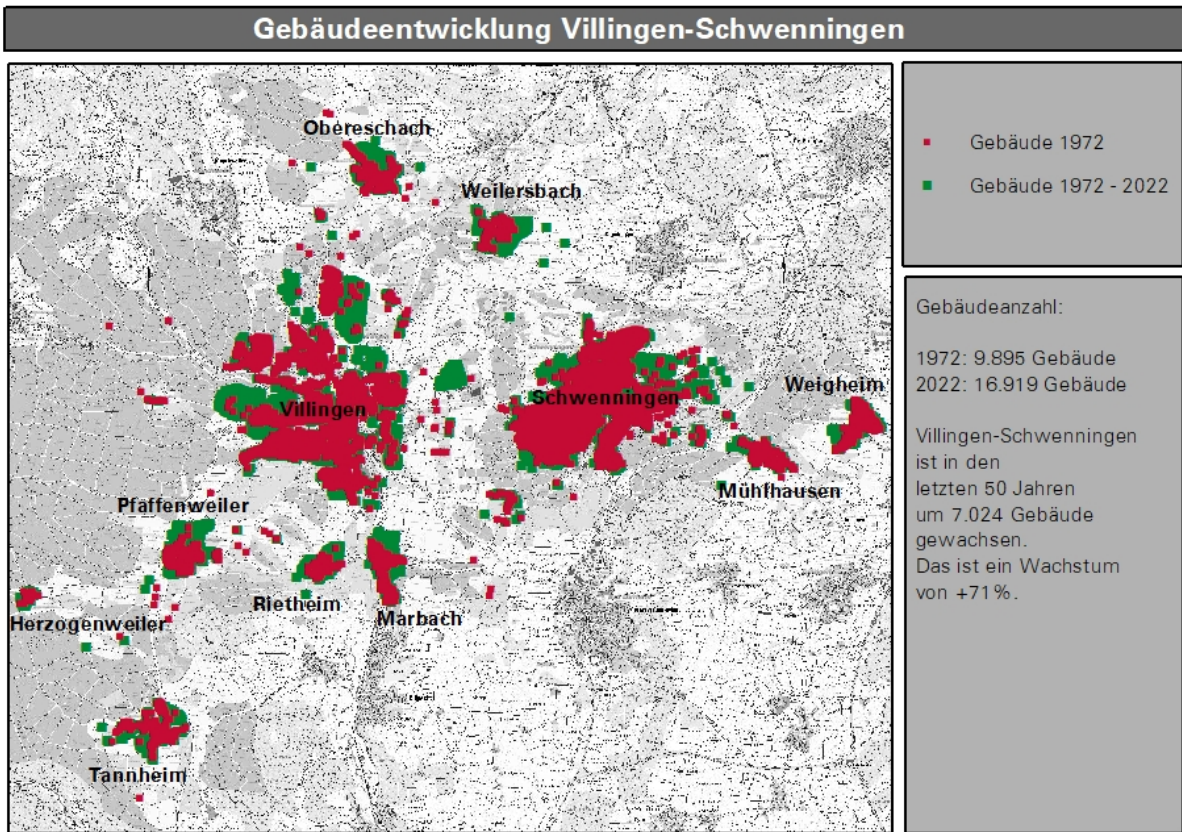 Gebäudeentwicklung Villingen-Schwenningen
Obereschach
Weilersbach
Villingen
Schwenningen
Weigheim
Mühlhausen
Pfaffenweiler
Rietheim
Herzogenweiler
Marbach
Tannheim
Gebäude 1972
Gebäude 1972 - 2022
Gebäudeanzahl:
1972: 9.895 Gebäude
2022: 16.919 Gebäude
Villingen-Schwenningen
ist in den
letzten 50 Jahren
um 7.024 Gebäude
gewachsen.
Das ist ein Wachstum
von +71%.